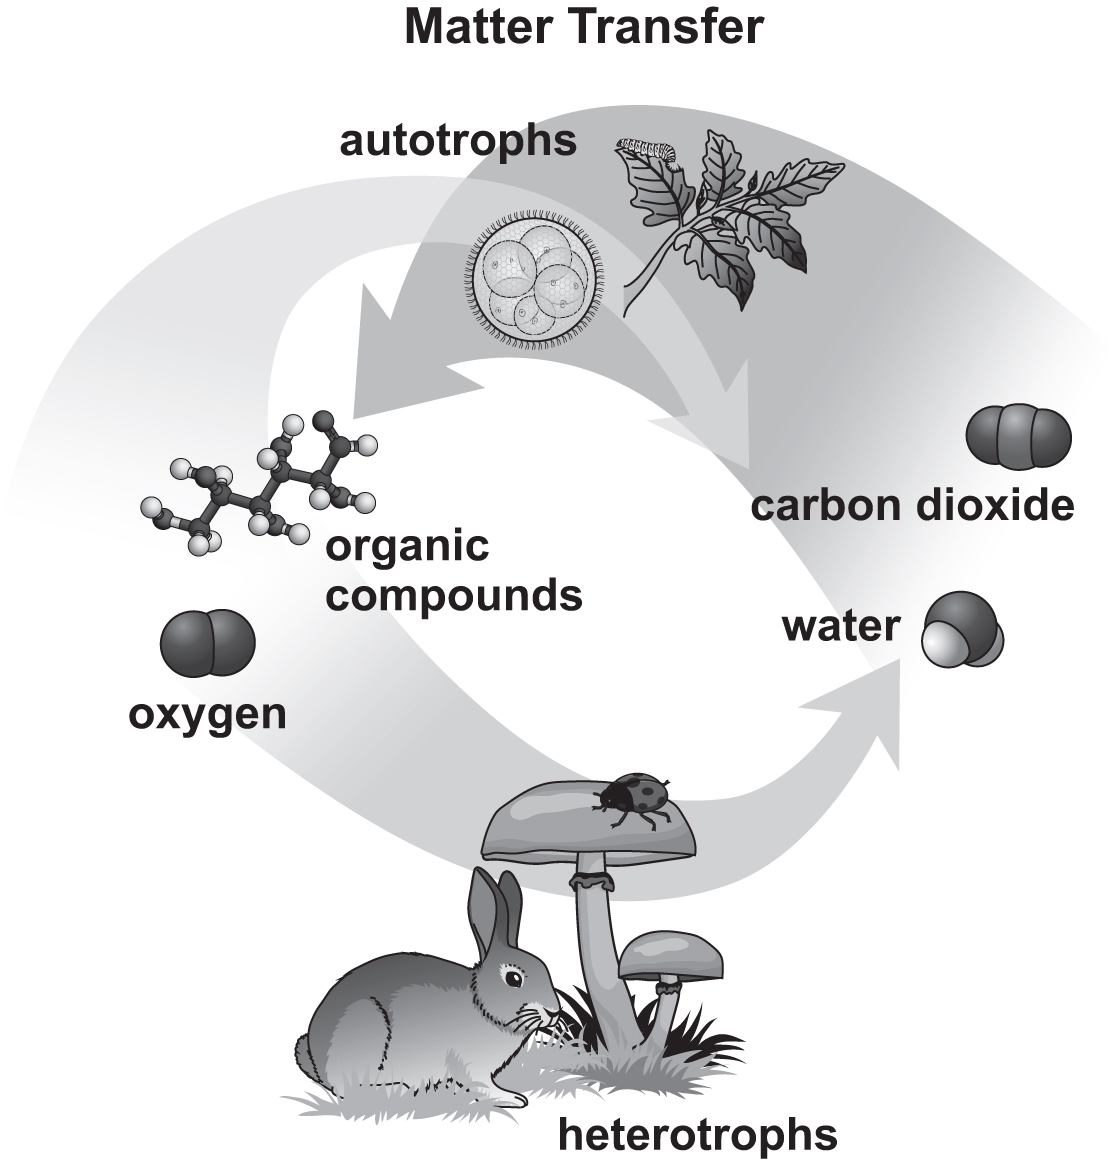 Matter Transfer
autotrophs
carbon dioxide
organic
compounds
water
oxygen
heterotrophs